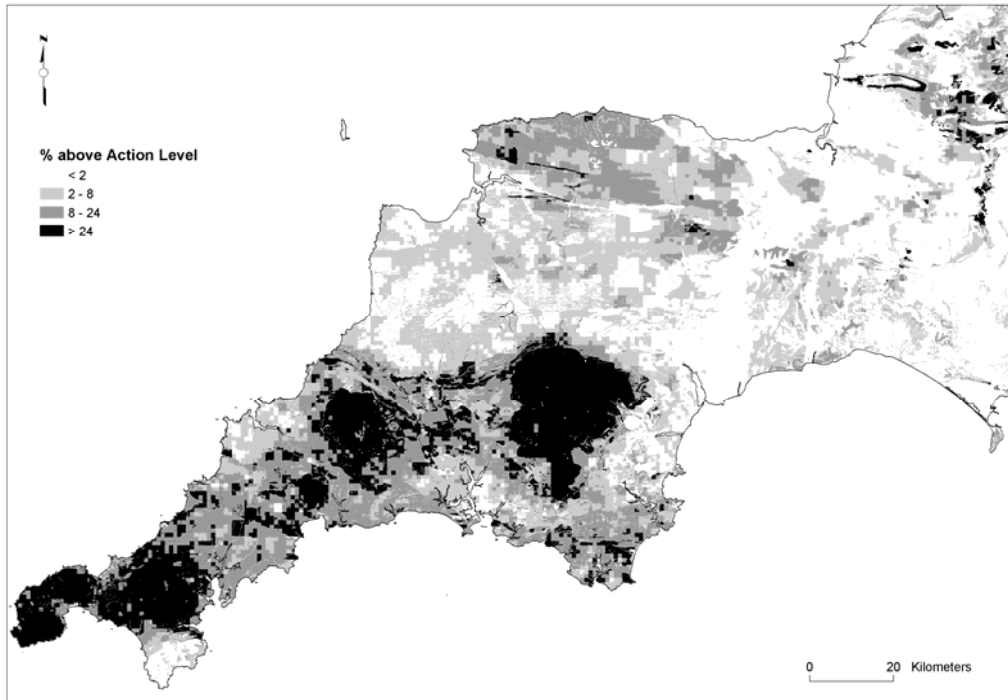 N
% above Action Level
< 2
2 - 8
8 - 24
> 24
0 20 Kilometers